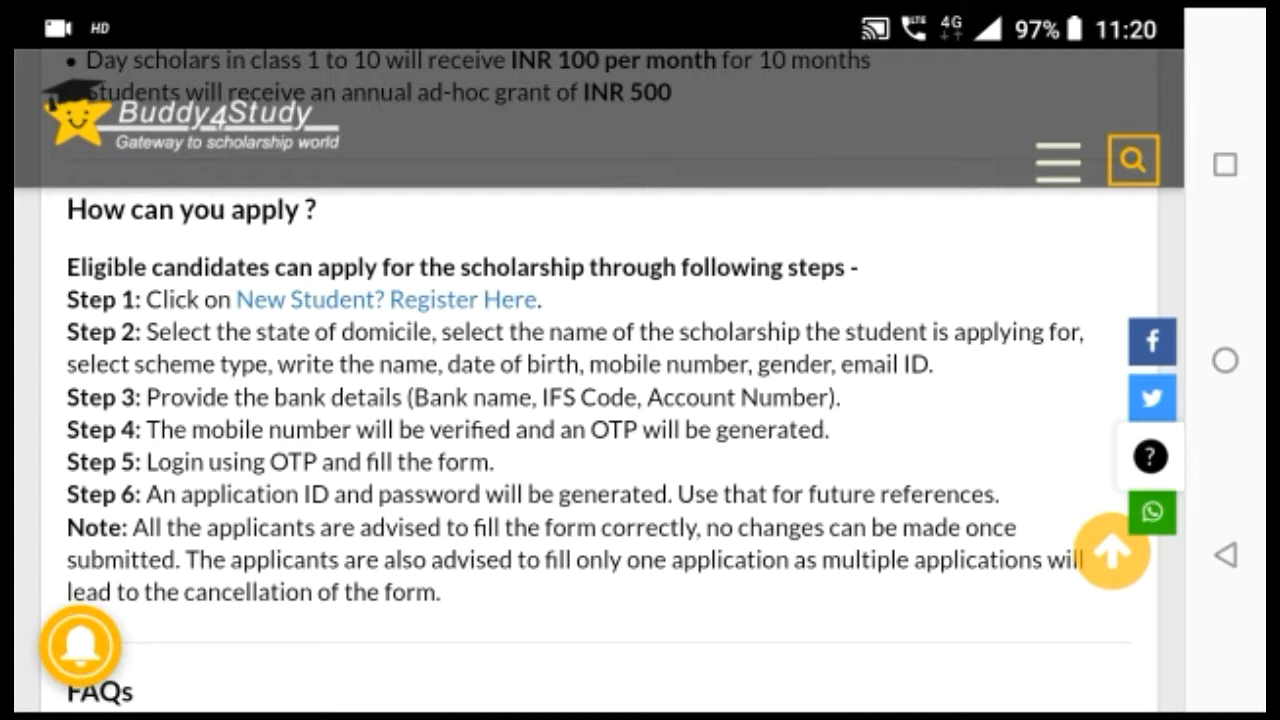 HD LTE 4G 97% 11:20
• Day scholars in class 1 to 10 will receive INR 100 per month for 10 months
Students will receive an annual ad-hoc grant of INR 500
Buddy4Study
Gateway to scholarship world
How can you apply ?
Eligible candidates can apply for the scholarship through following steps -
Step 1: Click on New Student? Register Here.
Step 2: Select the state of domicile, select the name of the scholarship the student is applying for,
select scheme type, write the name, date of birth, mobile number, gender, email ID.
Step 3: Provide the bank details (Bank name, IFS Code, Account Number).
Step 4: The mobile number will be verified and an OTP will be generated.
Step 5: Login using OTP and fill the form.
Step 6: An application ID and password will be generated. Use that for future references.
Note: All the applicants are advised to fill the form correctly, no changes can be made once
submitted. The applicants are also advised to fill only one application as multiple applications will
lead to the cancellation of the form.
f
?
FAQs